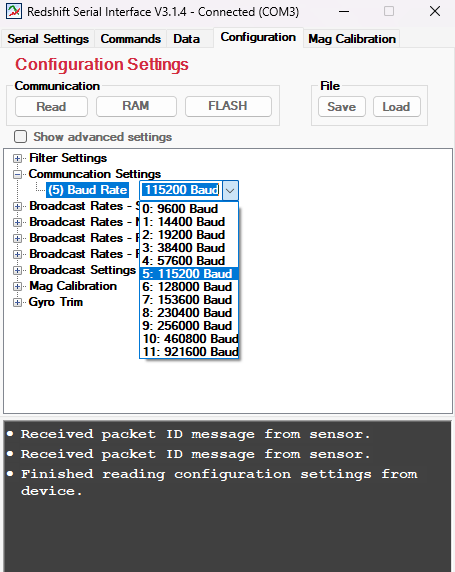 Redshift Serial Interface V3.1.4 - Connected (COM3)
Serial Settings Commands Data Configuration Mag Calibration
Configuration Settings
Communication File
Read RAM FLASH Save Load
Show advanced settings
Filter Settings
Communcation Settings
(5) Baud Rate 115200 Baud
Broadcast Rates -
0: 9600 Baud
Broadcast Rates -
1: 14400 Baud
2: 19200 Baud
Broadcast Rates -
3: 38400 Baud
Broadcast Rates -
4: 57600 Baud
Broadcast Settings
5: 115200 Baud
Mag Calibration
6: 128000 Baud
Gyro Trim
7: 153600 Baud
8: 230400 Baud
9: 256000 Baud
10: 460800 Baud
11: 921600 Baud
Received packet ID message from sensor.
Received packet ID message from sensor.
Finished reading configuration settings from
device.